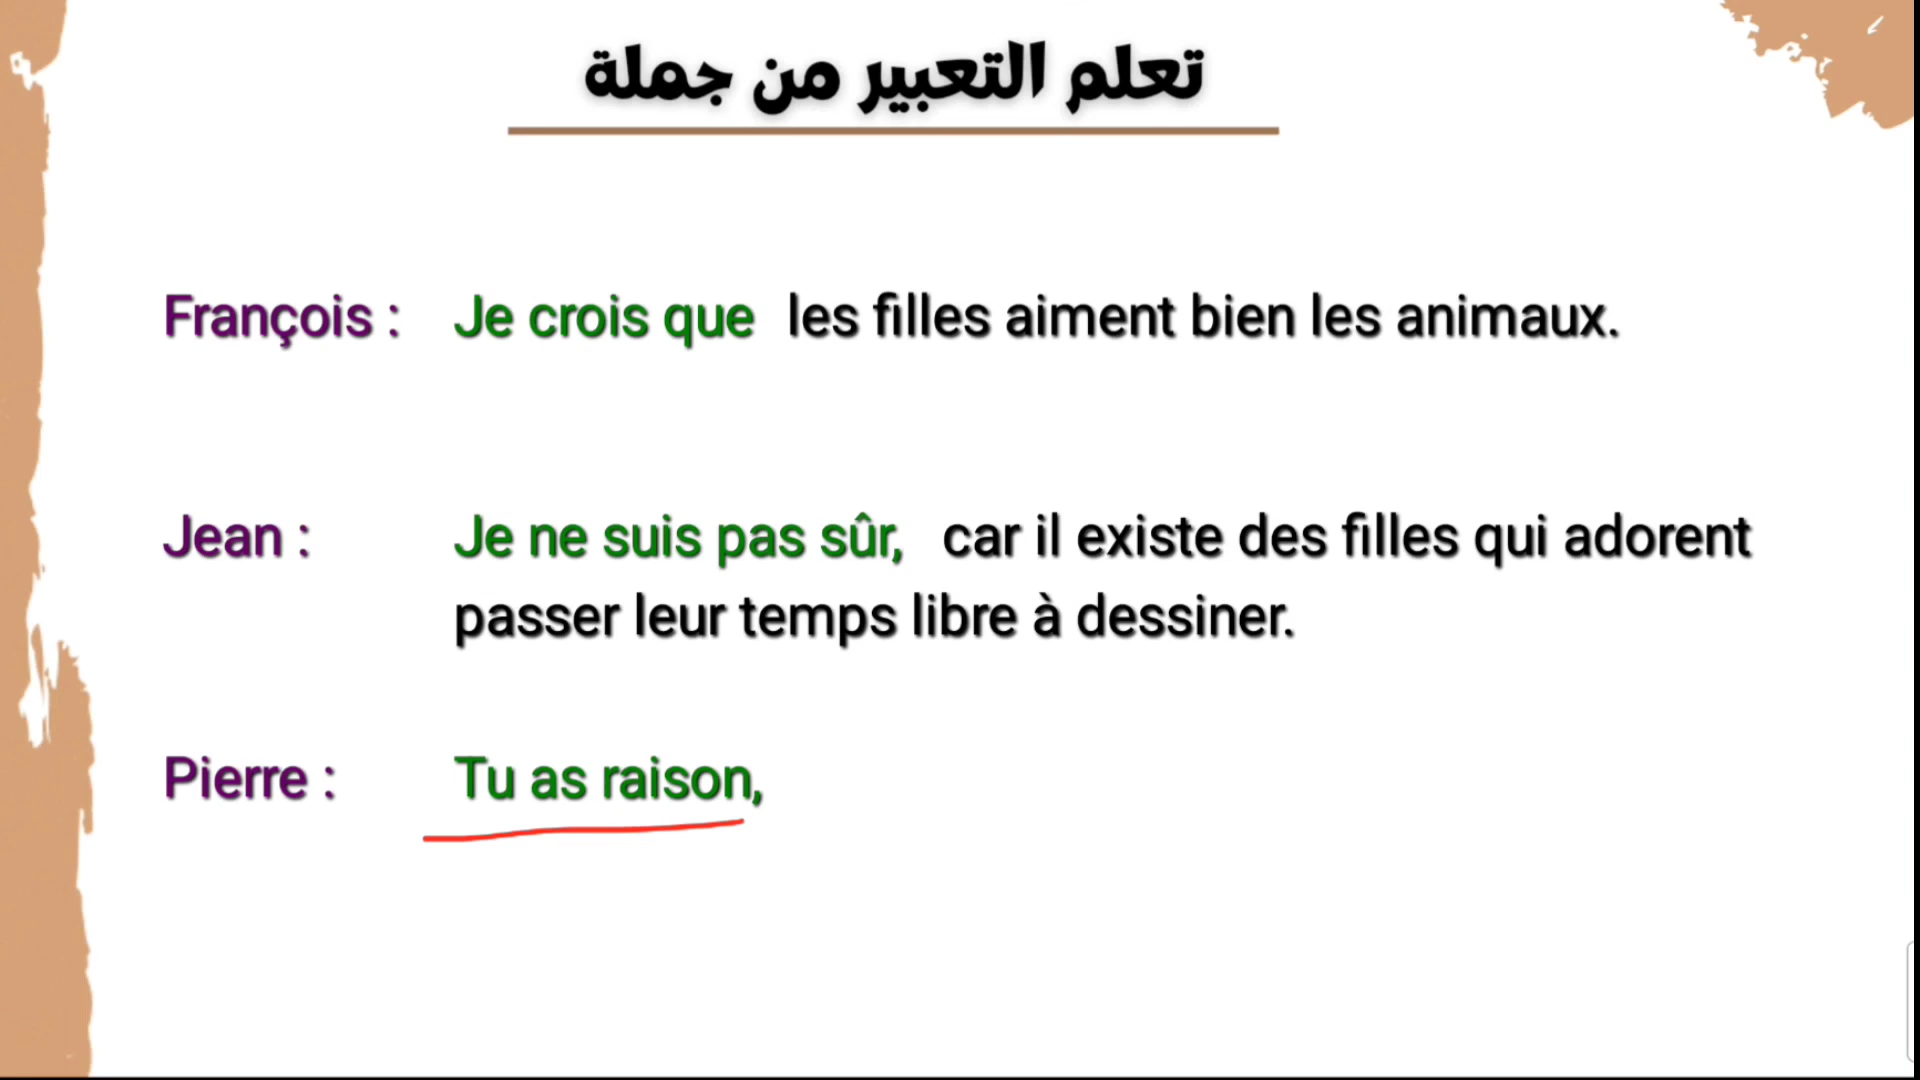 تعلم التعبير من جملة
François : Je crois que les filles aiment bien les animaux.
Jean : Je ne suis pas sûr, car il existe des filles qui adorent
passer leur temps libre à dessiner.
Pierre : Tu as raison,